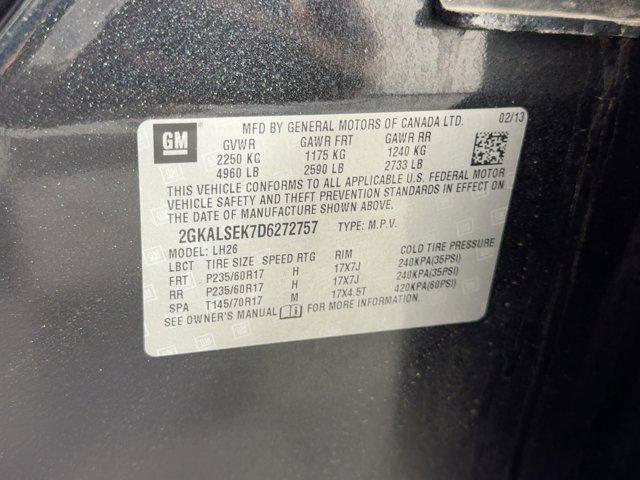 GM
MFD BY GENERAL MOTORS OF CANADA LTD. 02/13
GVWR GAWR FRT GAWR RR
2250 KG 1175 KG 1240 KG
4960 LB 2590 LB 2733 LB
THIS VEHICLE CONFORMS TO ALL APPLICABLE U.S. FEDERAL MOTOR
VEHICLE SAFETY AND THEFT PREVENTION STANDARDS IN EFFECT ON
DATE OF MANUFACTURE SHOWN ABOVE.
2GKALSEK7D6272757 TYPE: M.P.V.
MODEL: LH26
LBCT TIRE SIZE SPEED RTG RIM COLD TIRE PRESSURE
FRT P235/60R17 H 17X7J 240KPA(35PSI)
RR P235/60R17 H 17X7J 240KPA(35PSI)
SPA T145/70R17 M 17X4.5T 420KPA(60PSI)
SEE OWNER'S MANUAL FOR MORE INFORMATION.